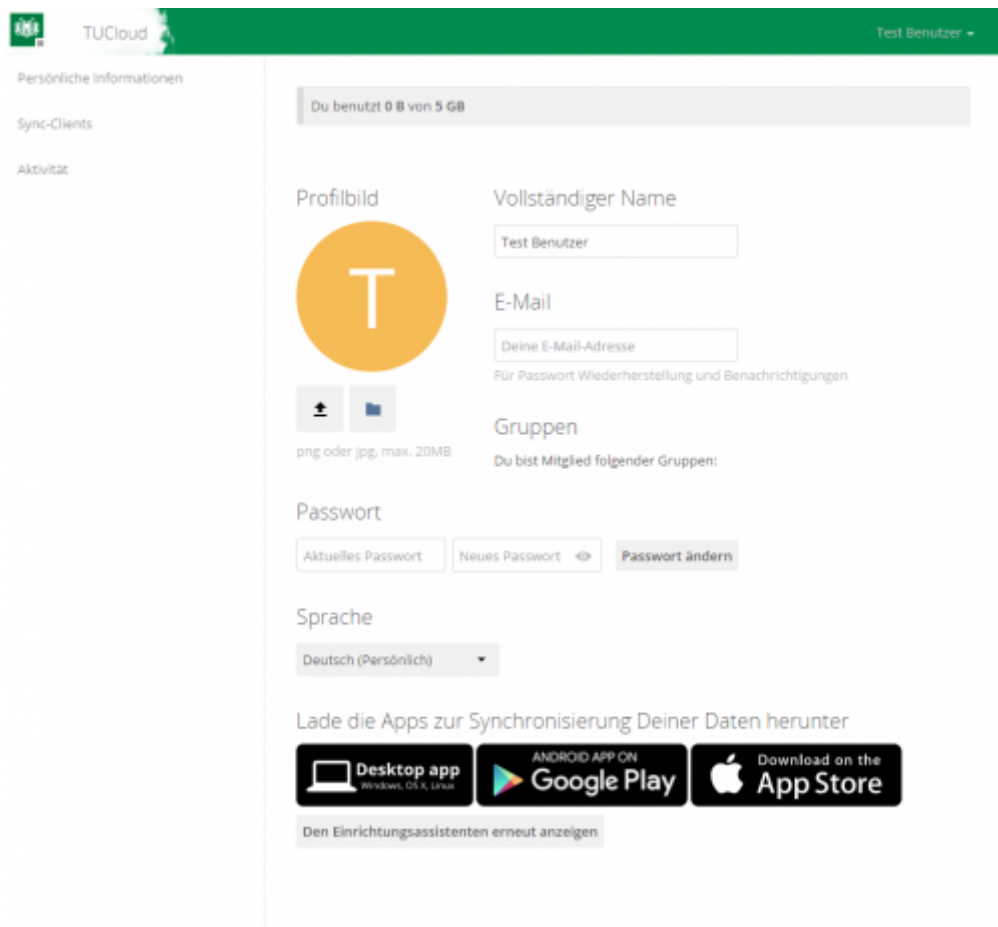 TUCloud
Test Benutzer
Persönliche Informationen
Sync-Clients
Aktivität
Du benutzt 0 B von 5 GB
Profilbild
T
png oder jpg, max. 20MB
Vollständiger Name
Test Benutzer
E-Mail
Deine E-Mail-Adresse
Für Passwort Wiederherstellung und Benachrichtigungen
Gruppen
Du bist Mitglied folgender Gruppen:
Passwort
Aktuelles Passwort Neues Passwort Passwort ändern
Sprache
Deutsch (Persönlich)
Lade die Apps zur Synchronisierung Deiner Daten herunter
Desktop app
Windows, OS X, Linux
ANDROID APP ON
Google Play
Download on the
App Store
Den Einrichtungsassistenten erneut anzeigen